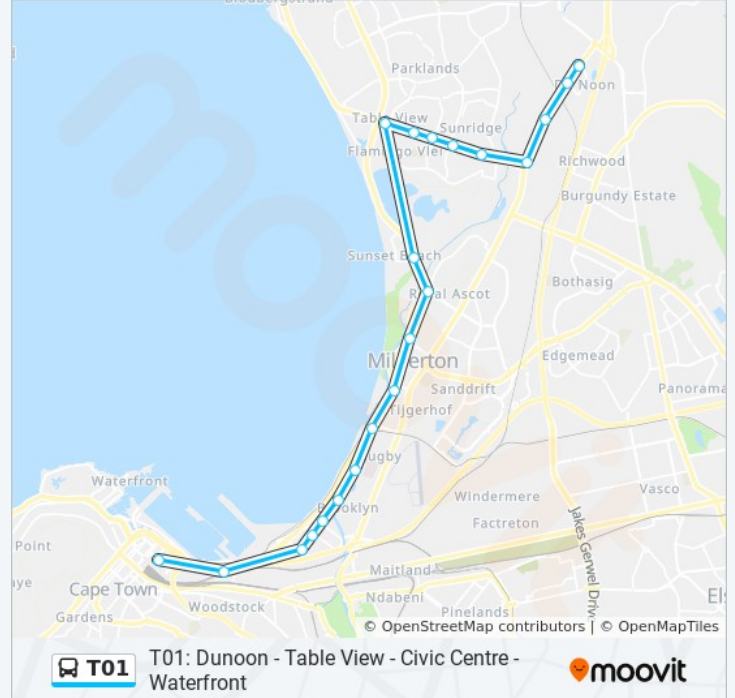 Parklands
Du Noon
Table View
Sunridge
Flamingo Vlei
Richwood
Burgundy Estate
Sunset Beach
Royal Ascot
Bothasig
Milnerton
Edgemead
Sanddrift
Panorama
Tijgerhof
Rugby
Waterfront
Vasco
Windermere
Brooklyn
Factreton
Jakes Gerwel Drive
Point
Maitland
aye
Cape Town
Ndabeni
Els
Woodstock
Pinelands
Gardens
© OpenStreetMap contributors | © OpenMapTiles
T01
T01: Dunoon - Table View - Civic Centre -
Waterfront
moovit